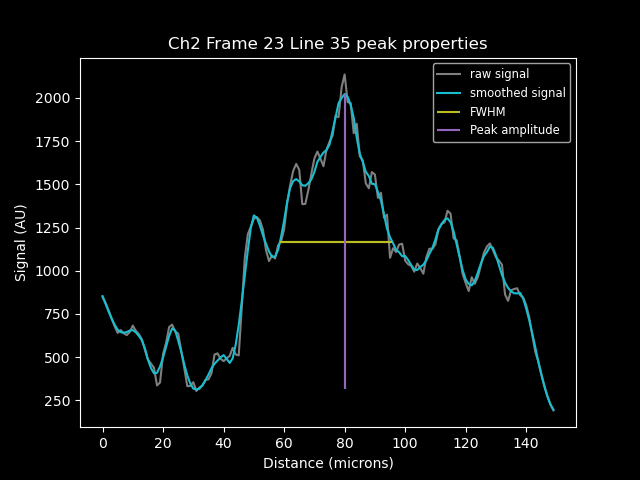 Ch2 Frame 23 Line 35 peak properties
raw signal
smoothed signal
FWHM
Peak amplitude
Signal (AU)
2000
1750
1500
1250
1000
750
500
250
0 20 40 60 80 100 120 140
Distance (microns)